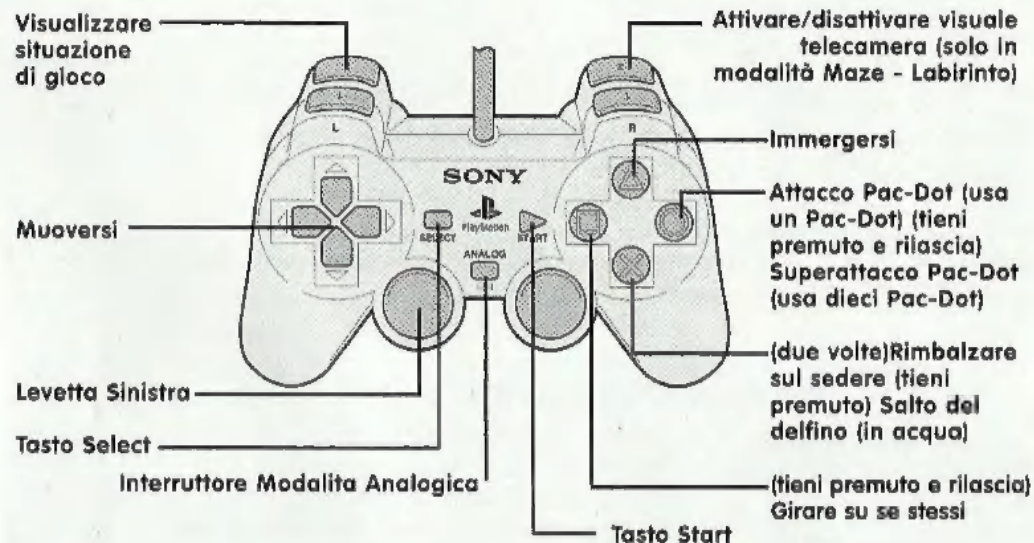 Visualizzare
situazione
di gioco
Attivare/disattivare visuale
telecamera (solo in
modalità Maze - Labirinto)
2
1
L
R
Immergersi
SONY
PlayStation
SELECT
START
ANALOG
Muoversi
Attacco Pac-Dot (usa
un Pac-Dot) (tieni
premuto e rilascia)
Superattacco Pac-Dot
(usa dieci Pac-Dot)
(due volte)Rimbalzare
sul sedere (tieni
premuto) Salto del
delfino (in acqua)
Levetta Sinistra
Tasto Select
Interruttore Modalita Analogica
(tieni premuto e rilascia)
Girare su se stessi
Tasto Start